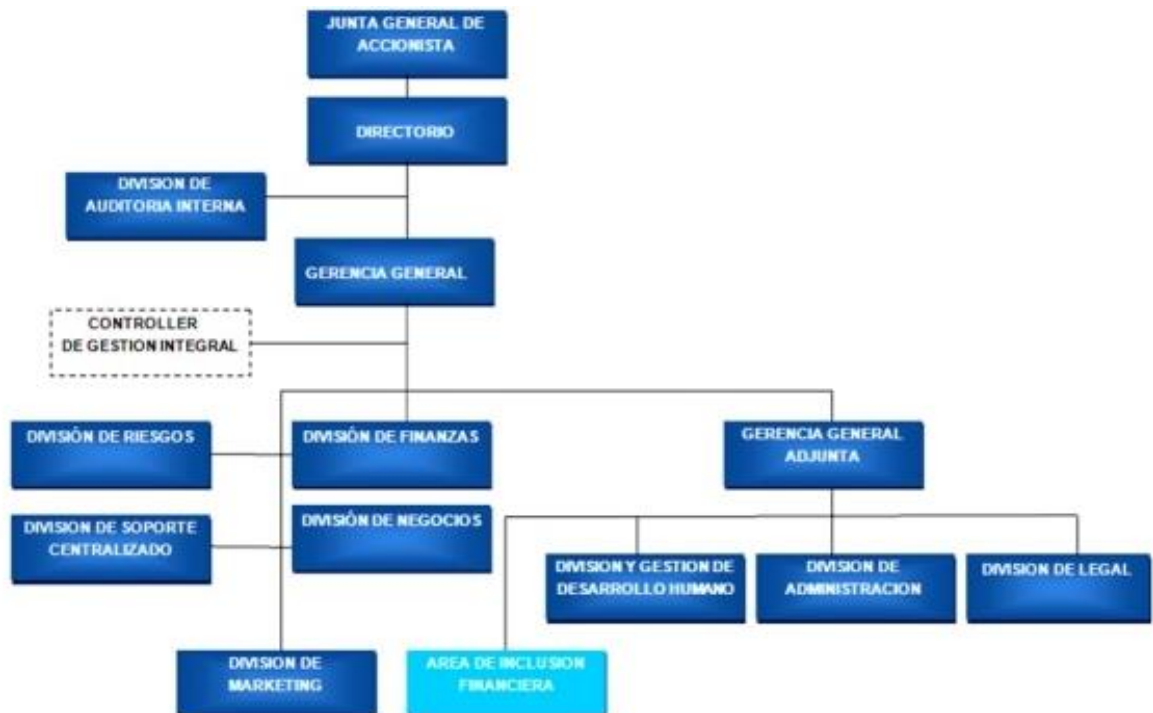 JUNTA GENERAL DE
ACCIONISTA
DIRECTORIO
DIVISION DE
AUDITORIA INTERNA
GERENCIA GENERAL
CONTROLLER
DE GESTION INTEGRAL
DIVISIÓN DE RIESGOS
DIVISIÓN DE FINANZAS
GERENCIA GENERAL
ADJUNTA
DIVISION DE SOPORTE
CENTRALIZADO
DIVISIÓN DE NEGOCIOS
DIVISION Y GESTION DE
DESARROLLO HUMANO
DIVISION DE
ADMINISTRACION
DIVISION DE LEGAL
DIVISION DE
MARKETING
AREA DE INCLUSION
FINANCIERA